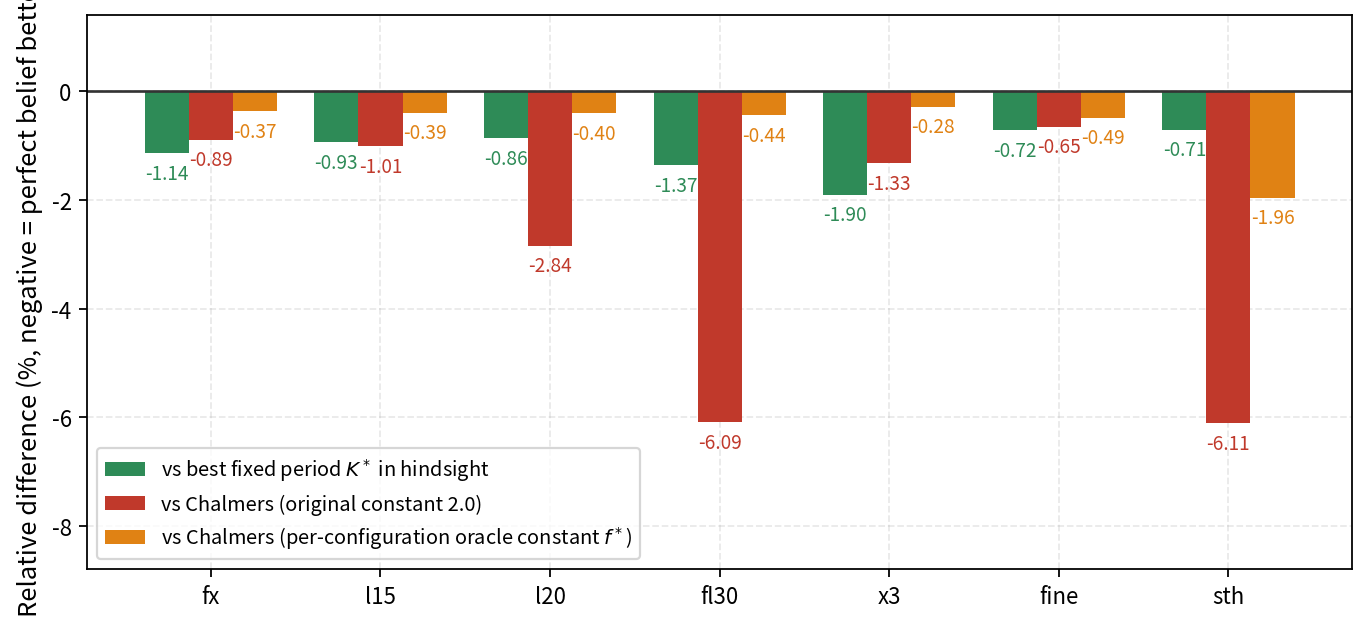 Relative difference (%, negative = perfect belief bett
0
-2
-4
-6
-8
-1.14
-0.89
-0.37
-0.93
-1.01
-0.39
-0.86
-2.84
-0.40
-1.37
-6.09
-0.44
-1.90
-1.33
-0.28
-0.72
-0.65
-0.49
-0.71
-6.11
-1.96
vs best fixed period K* in hindsight
vs Chalmers (original constant 2.0)
vs Chalmers (per-configuration oracle constant f*)
fx
l15
l20
fl30
x3
fine
sth